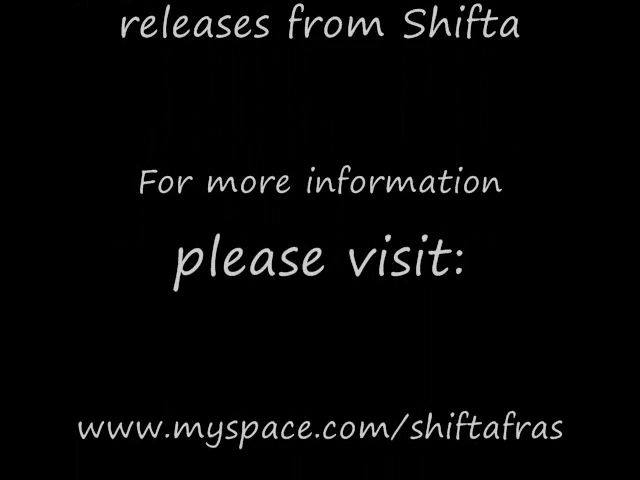 releases from Shifta
For more information
please visit:
www.myspace.com/shiftafras